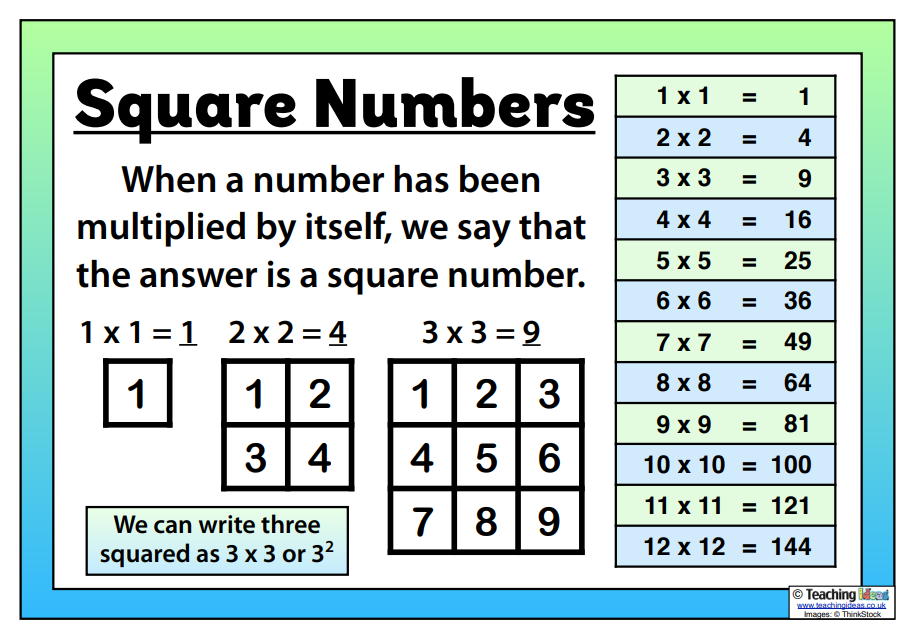 Square Numbers
When a number has been
multiplied by itself, we say that
the answer is a square number.
1 x 1 = 1
1
2 x 2 = 4
1 2
3 4
3 x 3 = 9
1 2 3
4 5 6
7 8 9
We can write three
squared as 3 x 3 or 3²
1 x 1 = 1
2 x 2 = 4
3 x 3 = 9
4 x 4 = 16
5 x 5 = 25
6 x 6 = 36
7 x 7 = 49
8 x 8 = 64
9 x 9 = 81
10 x 10 = 100
11 x 11 = 121
12 x 12 = 144
© Teaching Ideas
www.teachingideas.co.uk
Images: © ThinkStock